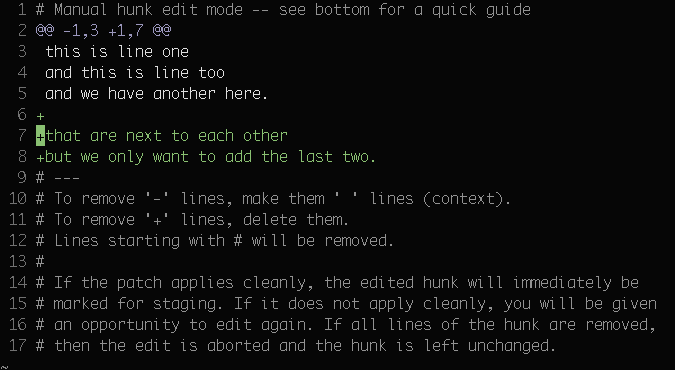 1 # Manual hunk edit mode -- see bottom for a quick guide
2 @@ -1,3 +1,7 @@
3  this is line one
4  and this is line too
5  and we have another here.
6 +
7 +that are next to each other
8 +but we only want to add the last two.
9 # ---
10 # To remove '-' lines, make them ' ' lines (context).
11 # To remove '+' lines, delete them.
12 # Lines starting with # will be removed.
13 #
14 # If the patch applies cleanly, the edited hunk will immediately be
15 # marked for staging. If it does not apply cleanly, you will be given
16 # an opportunity to edit again. If all lines of the hunk are removed,
17 # then the edit is aborted and the hunk is left unchanged.
~